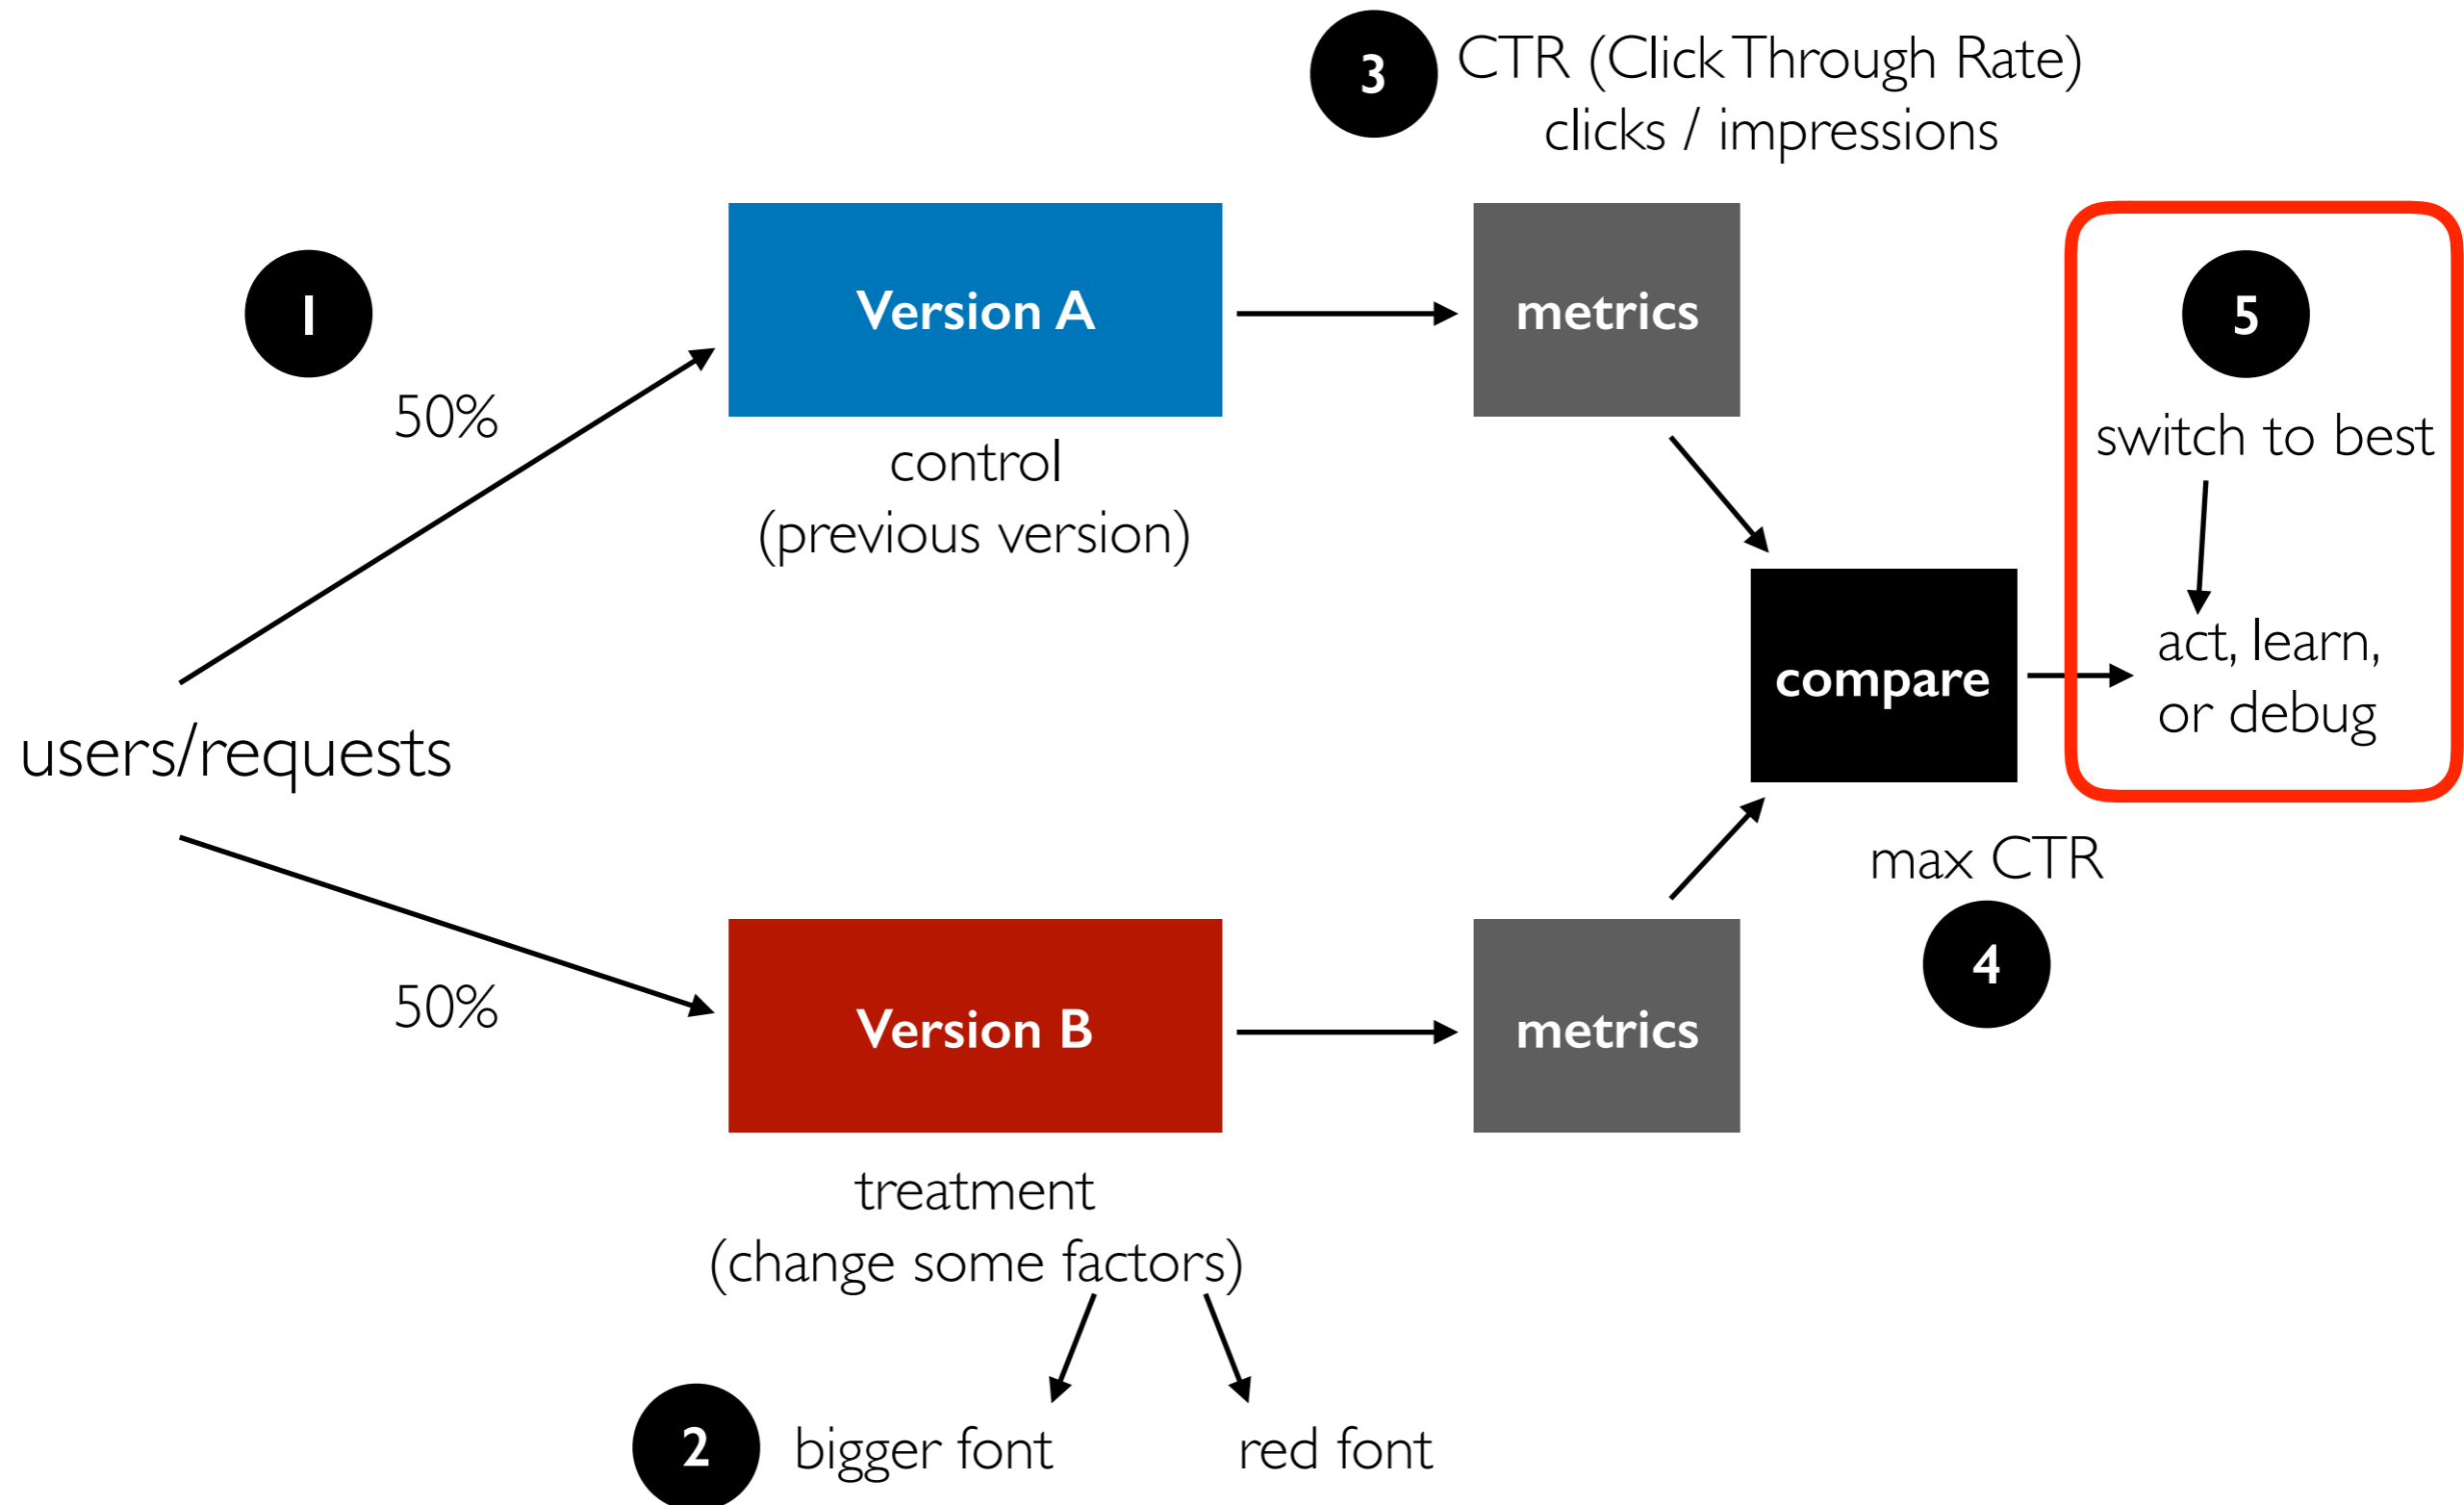 3
CTR (Click Through Rate)
clicks / impressions
1
50%
Version A
metrics
5
control
(previous version)
switch to best
users/requests
compare
act, learn,
or debug
max CTR
4
50%
Version B
metrics
treatment
(change some factors)
2
bigger font
red font